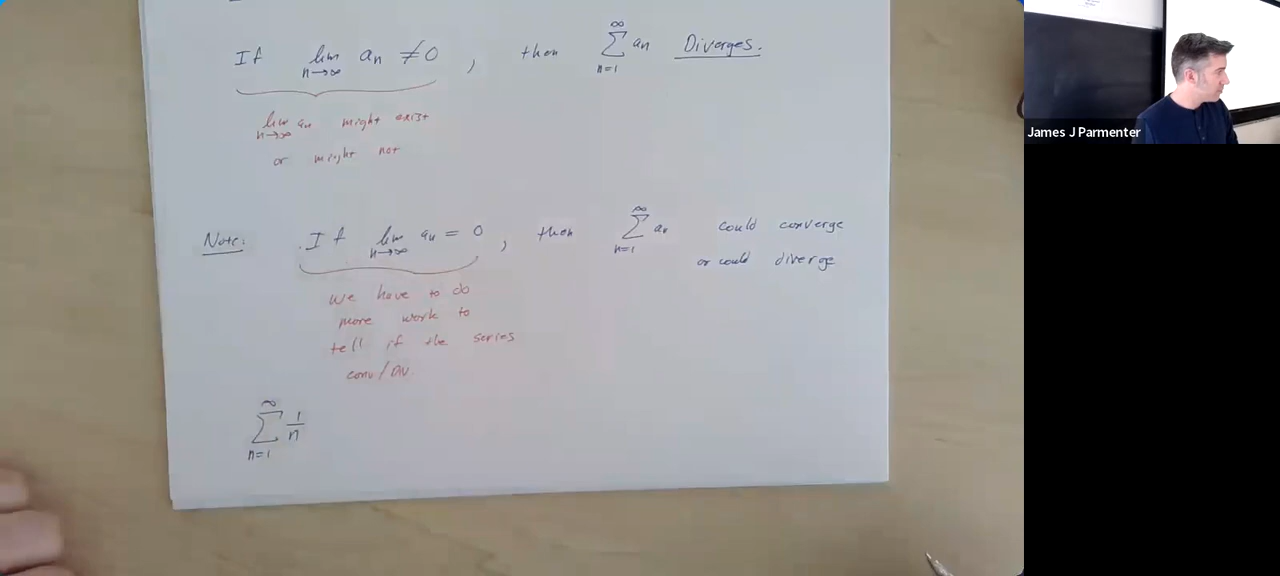 If lim n→∞ an ≠ 0 , then ∞ Σ n=1 an Diverges.
lim n→∞ an might exist
or might not
Note: If lim n→∞ an = 0 , then ∞ Σ n=1 an could converge
or could diverge
we have to do
more work to
tell if the series
conv/Div.
∞ Σ n=1 1/n
James J Parmenter